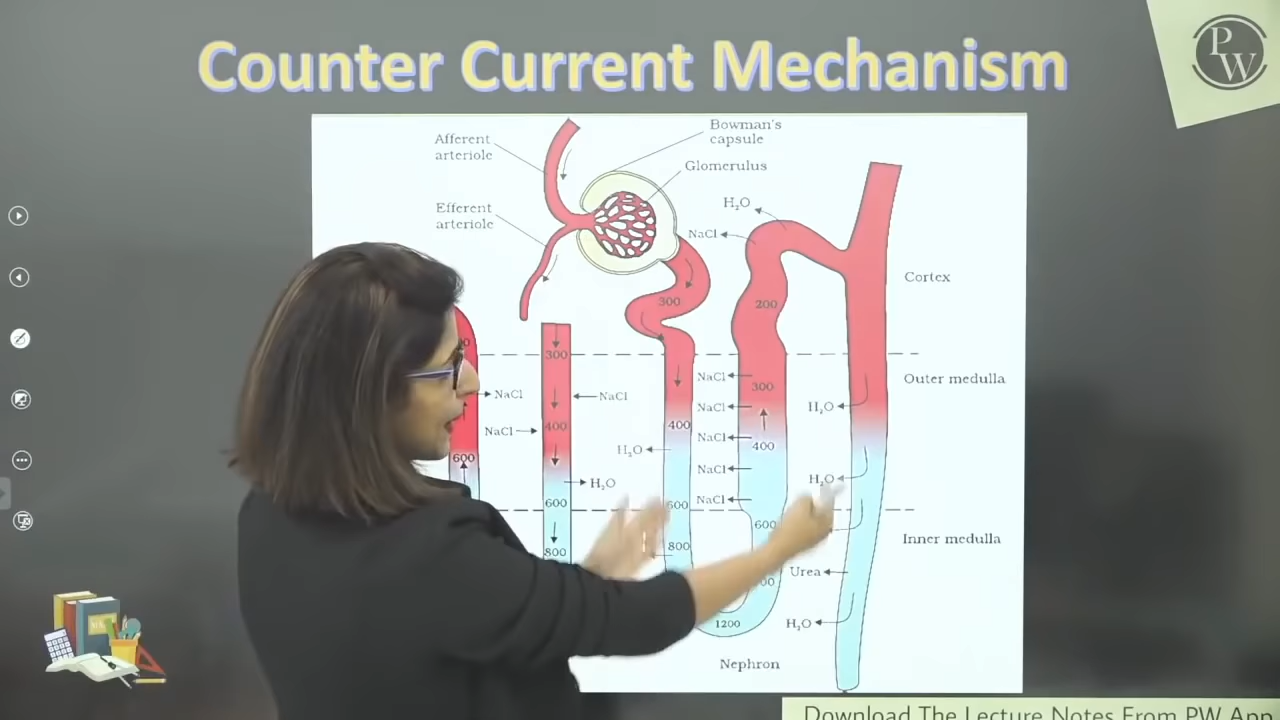 Counter Current Mechanism
P
W
Afferent
arteriole
Bowman's
capsule
Glomerulus
Efferent
arteriole
H₂O
NaCl
Cortex
300
200
300
Outer medulla
NaCl
NaCl
NaCl
300
NaCl
H₂O
NaCl
400
400
NaCl
400
H₂O
600
NaCl
H₂O
H₂O
NaCl
600
600
600
Inner medulla
800
800
Urea
1200
H₂O
Nephron
Download The Lecture Notes From PW App